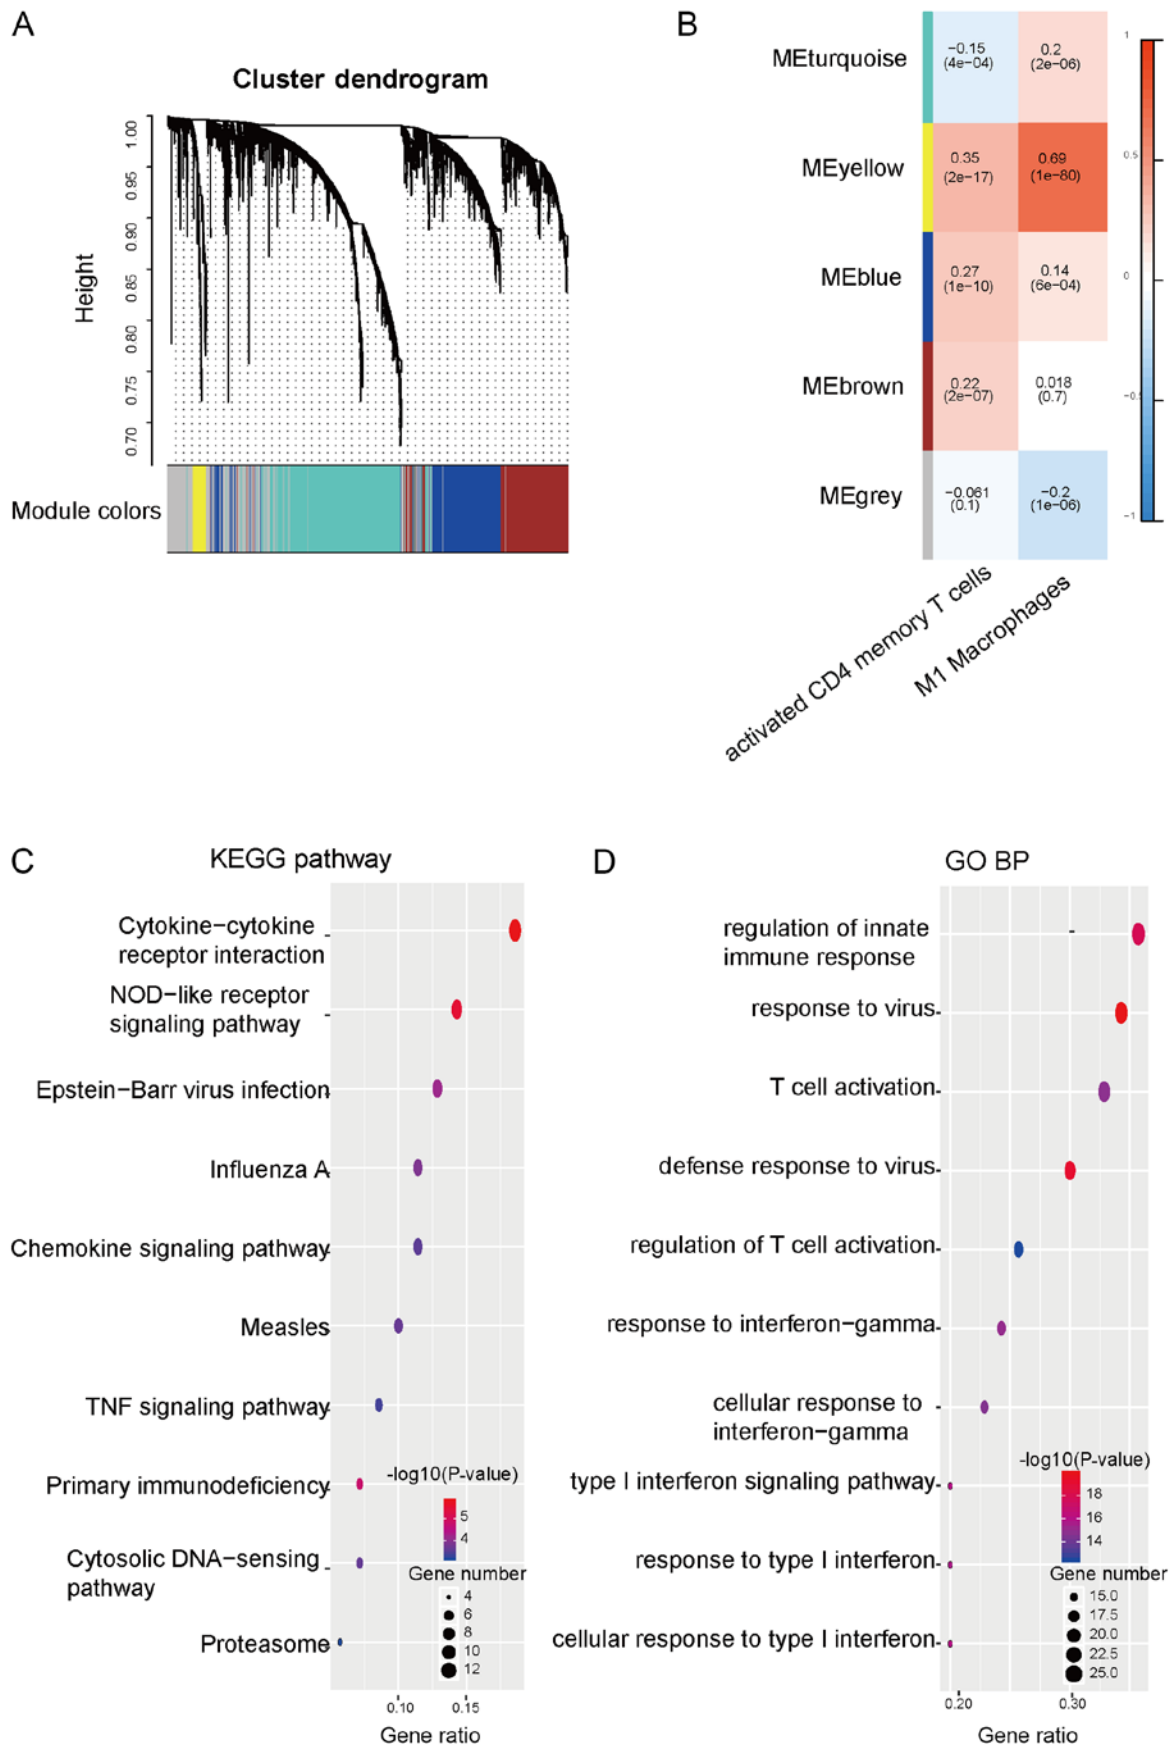 A
Cluster dendrogram
Height
1.00
0.95
0.90
0.85
0.80
0.75
0.70
Module colors
B
MEturquoise
−0.15
(4e−04)
0.2
(2e−06)
MEyellow
0.35
(2e−17)
0.69
(1e−80)
MEblue
0.27
(1e−10)
0.14
(6e−04)
MEbrown
0.22
(2e−07)
0.018
(0.7)
MEgrey
−0.061
(0.1)
−0.2
(1e−06)
1
0.5
0
−1
activated CD4 memory T cells
M1 Macrophages
C
KEGG pathway
Cytokine−cytokine
receptor interaction
NOD−like receptor
signaling pathway
Epstein−Barr virus infection
Influenza A
Chemokine signaling pathway
Measles
TNF signaling pathway
Primary immunodeficiency
Cytosolic DNA−sensing
pathway
Proteasome
-log10(P-value)
5
4
Gene number
4
6
8
10
12
0.10
0.15
Gene ratio
D
GO BP
regulation of innate
immune response
response to virus
T cell activation
defense response to virus
regulation of T cell activation
response to interferon−gamma
cellular response to
interferon−gamma
type I interferon signaling pathway
response to type I interferon
cellular response to type I interferon
-log10(P-value)
18
16
14
Gene number
15.0
17.5
20.0
22.5
25.0
0.20
0.30
Gene ratio